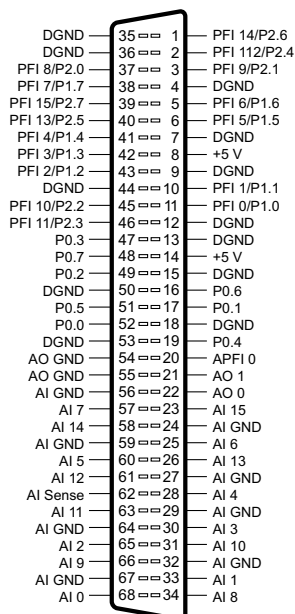 DGND 35 1 PFI 14/P2.6
DGND 36 2 PFI 112/P2.4
PFI 8/P2.0 37 3 PFI 9/P2.1
PFI 7/P1.7 38 4 DGND
PFI 15/P2.7 39 5 PFI 6/P1.6
PFI 13/P2.5 40 6 PFI 5/P1.5
PFI 4/P1.4 41 7 DGND
PFI 3/P1.3 42 8 +5 V
PFI 2/P1.2 43 9 DGND
DGND 44 10 PFI 1/P1.1
PFI 10/P2.2 45 11 PFI 0/P1.0
PFI 11/P2.3 46 12 DGND
P0.3 47 13 DGND
P0.7 48 14 +5 V
P0.2 49 15 DGND
DGND 50 16 P0.6
P0.5 51 17 P0.1
P0.0 52 18 DGND
DGND 53 19 P0.4
AO GND 54 20 APFI 0
AO GND 55 21 AO 1
AI GND 56 22 AO 0
AI 7 57 23 AI 15
AI 14 58 24 AI GND
AI GND 59 25 AI 6
AI 5 60 26 AI 13
AI 12 61 27 AI GND
AI Sense 62 28 AI 4
AI 11 63 29 AI GND
AI GND 64 30 AI 3
AI 2 65 31 AI 10
AI 9 66 32 AI GND
AI GND 67 33 AI 1
AI 0 68 34 AI 8